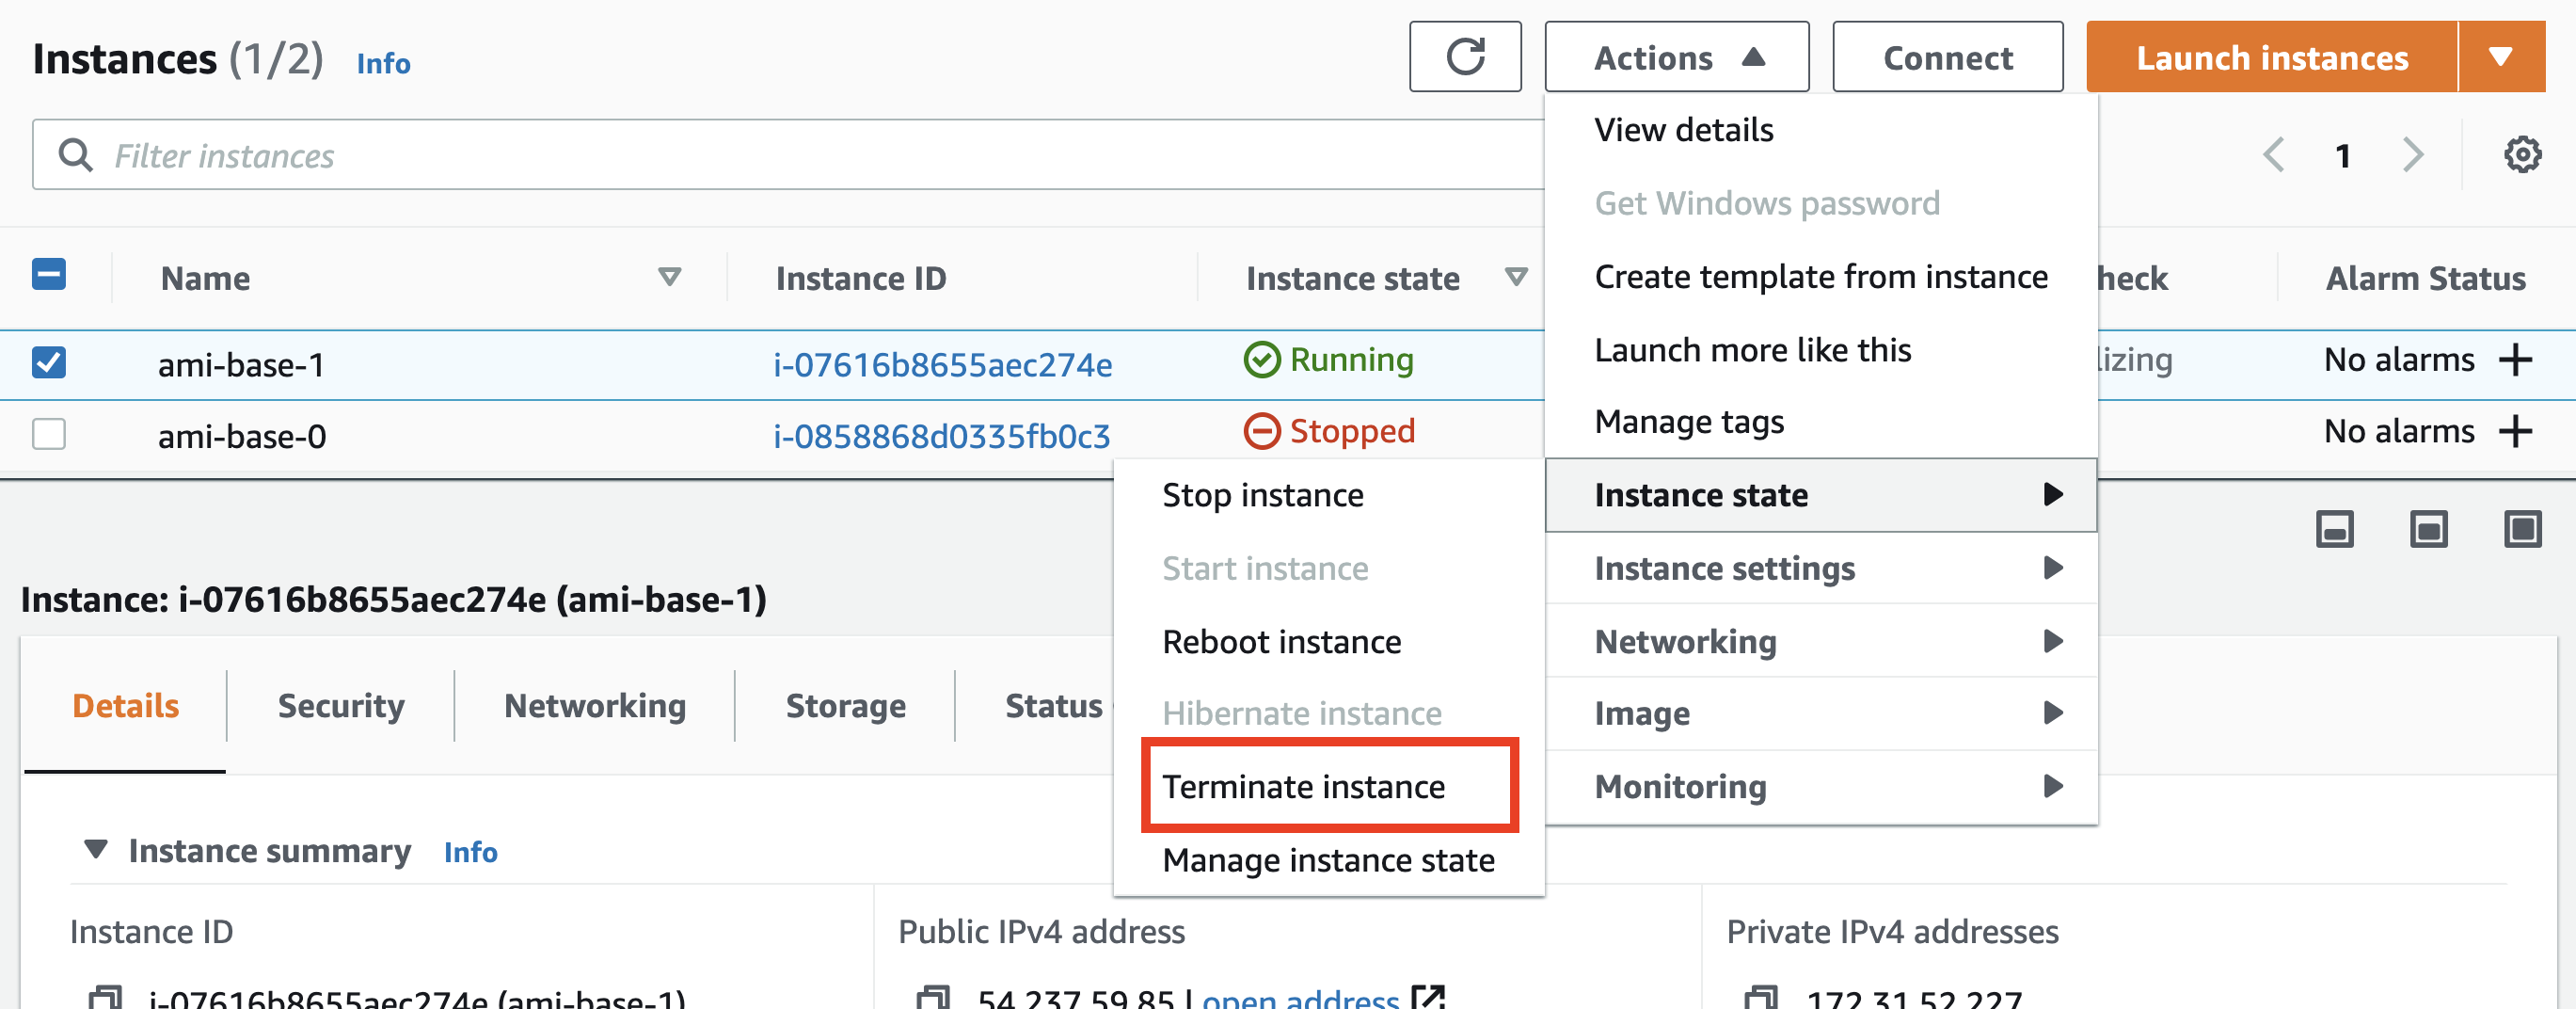 Instances (1/2) Info
Actions
Connect
Launch instances
Filter instances
1
Name
Instance ID
Instance state
heck
Alarm Status
ami-base-1
i-07616b8655aec274e
Running
lizing
No alarms
ami-base-0
i-0858868d0335fb0c3
Stopped
No alarms
View details
Get Windows password
Create template from instance
Launch more like this
Manage tags
Instance state
Instance settings
Networking
Image
Monitoring
Stop instance
Start instance
Reboot instance
Hibernate instance
Terminate instance
Manage instance state
Instance: i-07616b8655aec274e (ami-base-1)
Details
Security
Networking
Storage
Status
Instance summary Info
Instance ID
Public IPv4 address
Private IPv4 addresses
i-07616b8655aec274e (ami-base-1)
54.237.59.85 | open address
172.31.52.227